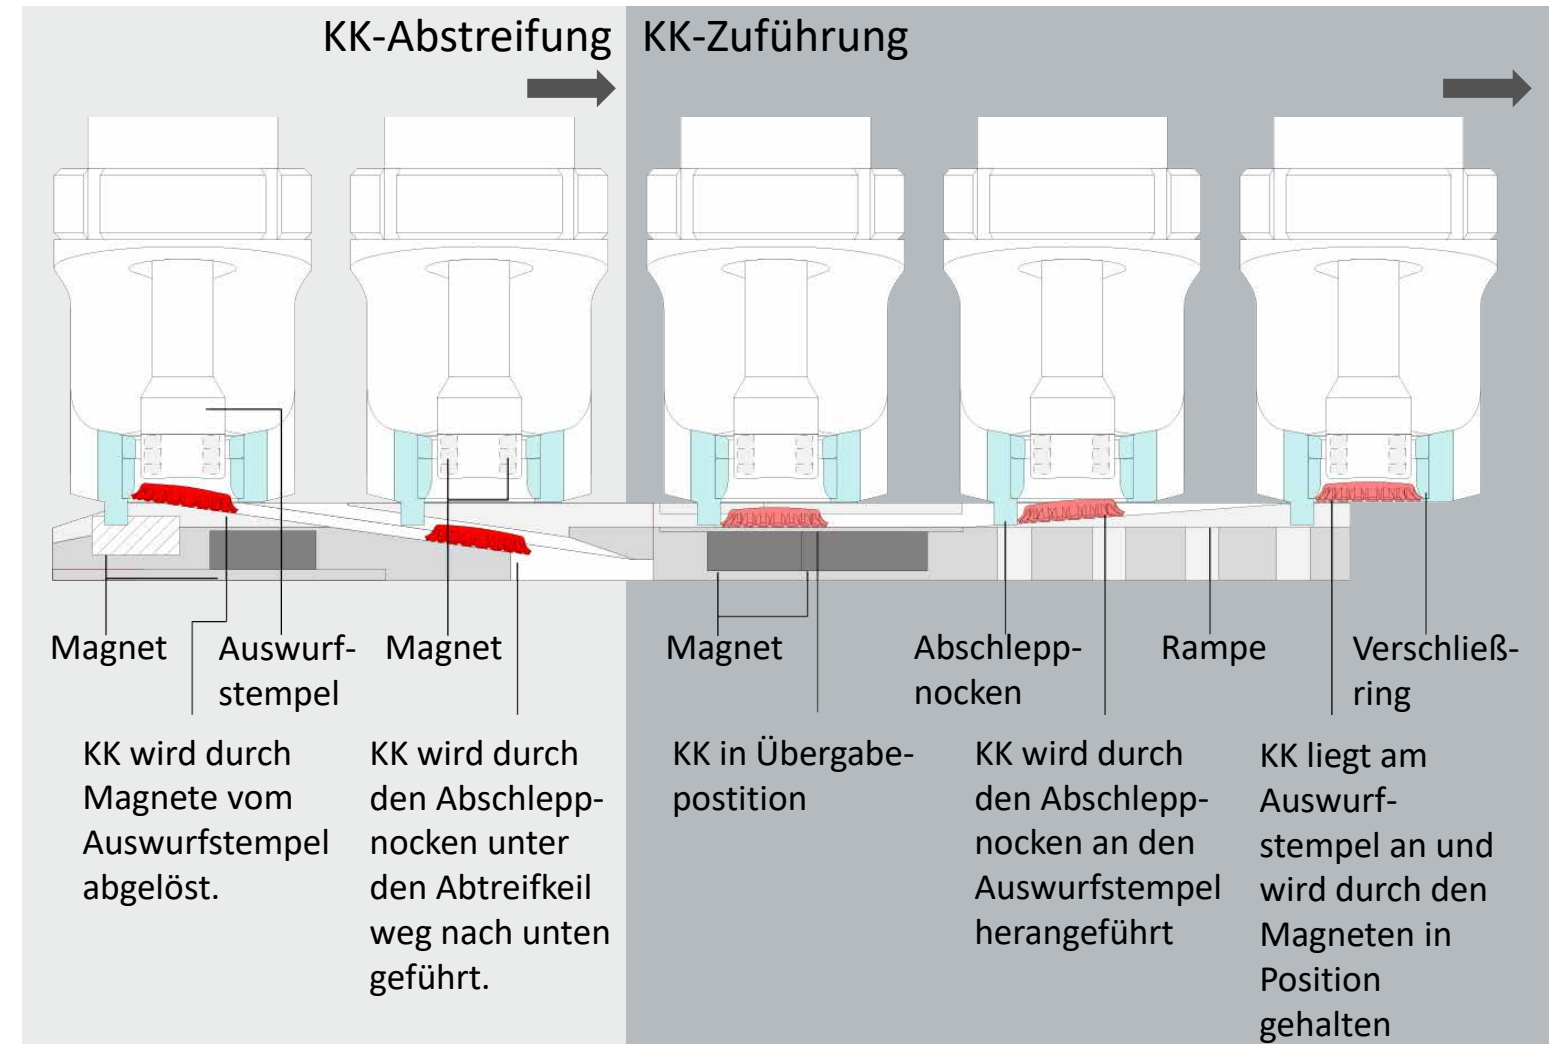 KK-Abstreifung
KK-Zuführung
Magnet
Auswurf-
stempel
Magnet
Magnet
Abschlepp-
nocken
Rampe
Verschließ-
ring
KK wird durch
Magnete vom
Auswurfstempel
abgelöst.
KK wird durch
den Abschlepp-
nocken unter
den Abtreifkeil
weg nach unten
geführt.
KK in Übergabe-
postition
KK wird durch
den Abschlepp-
nocken an den
Auswurfstempel
herangeführt
KK liegt am
Auswurf-
stempel an und
wird durch den
Magneten in
Position
gehalten